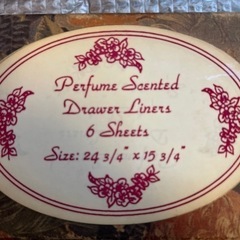 Perfume Scented
Drawer Liners
6 Sheets
Size: 24 3/4" x 15 3/4"